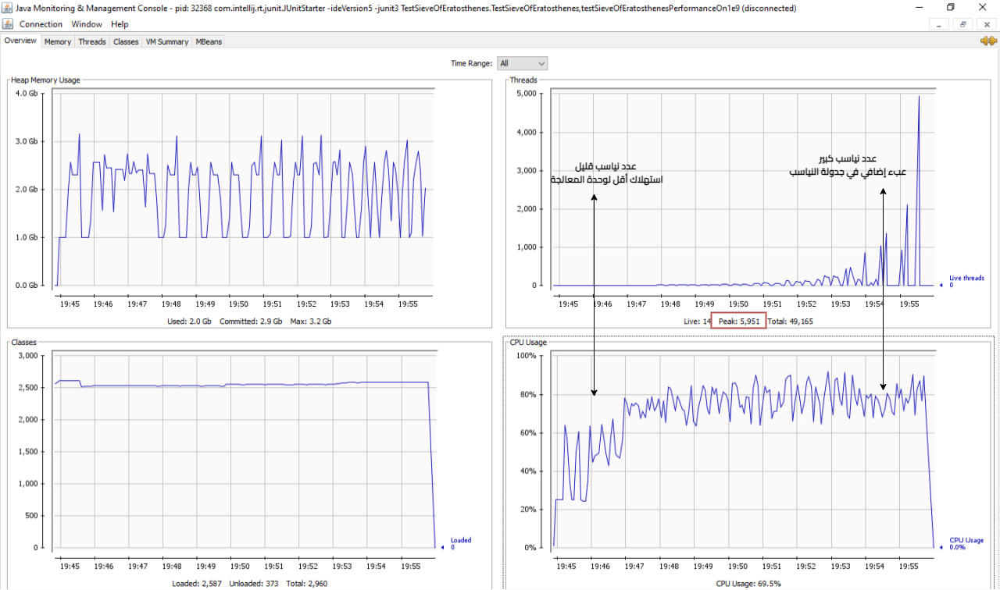 Java Monitoring & Management Console - pid: 32368 com.intellij.rt.junit.JUnitStarter -ideVersion5 -junit3 TestSieveOfEratosthenes.TestSieveOfEratosthenes,testSieveOfEratosthenesPerformanceOn1e9 (disconnected)
Connection Window Help
Overview Memory Threads Classes VM Summary MBeans
Time Range: All
Heap Memory Usage
4.0 Gb
3.0 Gb
2.0 Gb
1.0 Gb
0.0 Gb
19:45 19:46 19:47 19:48 19:49 19:50 19:51 19:52 19:53 19:54 19:55
Used: 2.0 Gb Committed: 2.9 Gb Max: 3.2 Gb
Threads
5,000
4,000
3,000
2,000
1,000
0
عدد نياسب قليل
استهلاك أقل لوحدة المعالجة
عدد نياسب كبير
عبء إضافي في جدولة النياسب
Live threads
0
19:45 19:46 19:47 19:48 19:49 19:50 19:51 19:52 19:53 19:54 19:55
Live: 14 Peak: 5,951 Total: 49,165
Classes
3,000
2,500
2,000
1,500
1,000
500
0
Loaded
0
19:45 19:46 19:47 19:48 19:49 19:50 19:51 19:52 19:53 19:54 19:55
Loaded: 2,587 Unloaded: 373 Total: 2,960
CPU Usage
100%
80%
60%
40%
20%
0%
CPU Usage
0.0%
19:45 19:46 19:47 19:48 19:49 19:50 19:51 19:52 19:53 19:54 19:55
CPU Usage: 69.5%